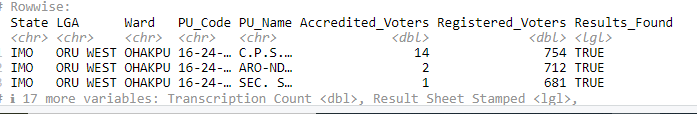 # Rowwise:
State LGA Ward PU_Code PU_Name Accredited_Voters Registered_Voters Results_Found
<chr> <chr> <chr> <chr> <chr> <dbl> <dbl> <lgl>
IMO ORU WEST OHAKPU 16-24-… C.P.S.… 14 754 TRUE
IMO ORU WEST OHAKPU 16-24-… ARO-ND… 2 712 TRUE
IMO ORU WEST OHAKPU 16-24-… SEC. S… 1 681 TRUE
# ℹ 17 more variables: Transcription Count <dbl>, Result Sheet Stamped <lgl>,